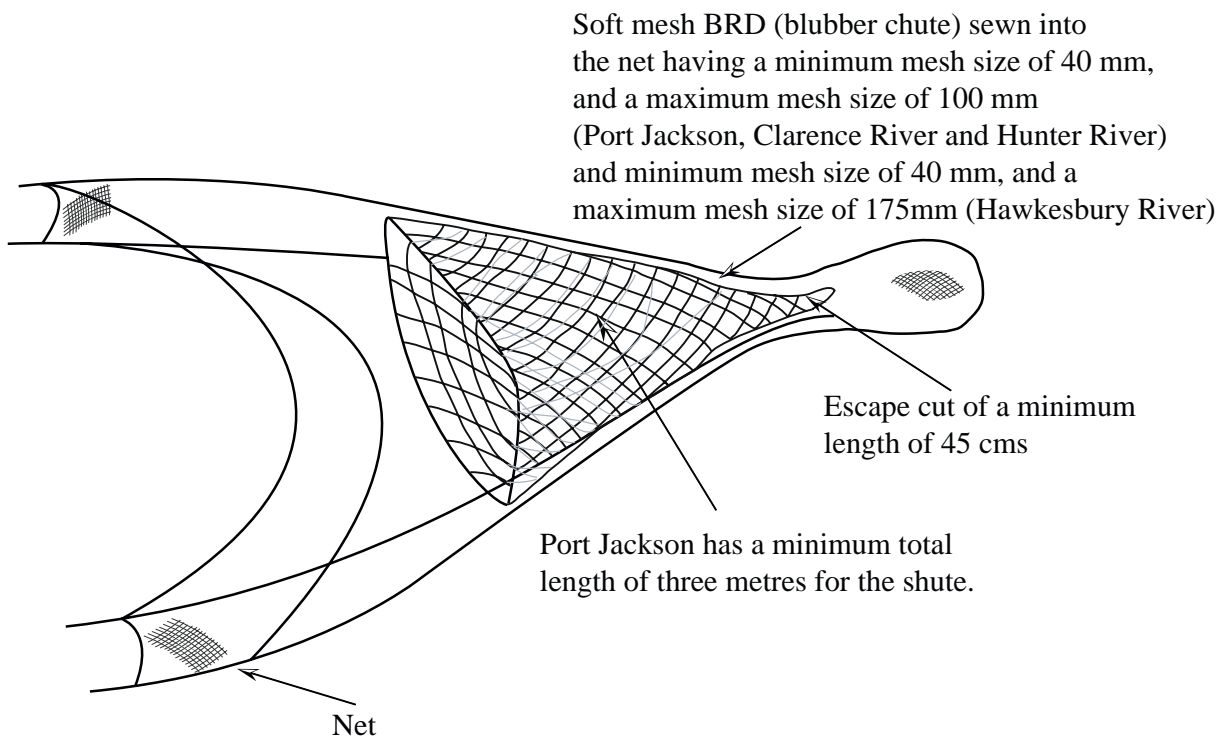 Soft mesh BRD (blubber chute) sewn into
the net having a minimum mesh size of 40 mm,
and a maximum mesh size of 100 mm
(Port Jackson, Clarence River and Hunter River)
and minimum mesh size of 40 mm, and a
maximum mesh size of 175mm (Hawkesbury River)
Escape cut of a minimum
length of 45 cms
Port Jackson has a minimum total
length of three metres for the shute.
Net